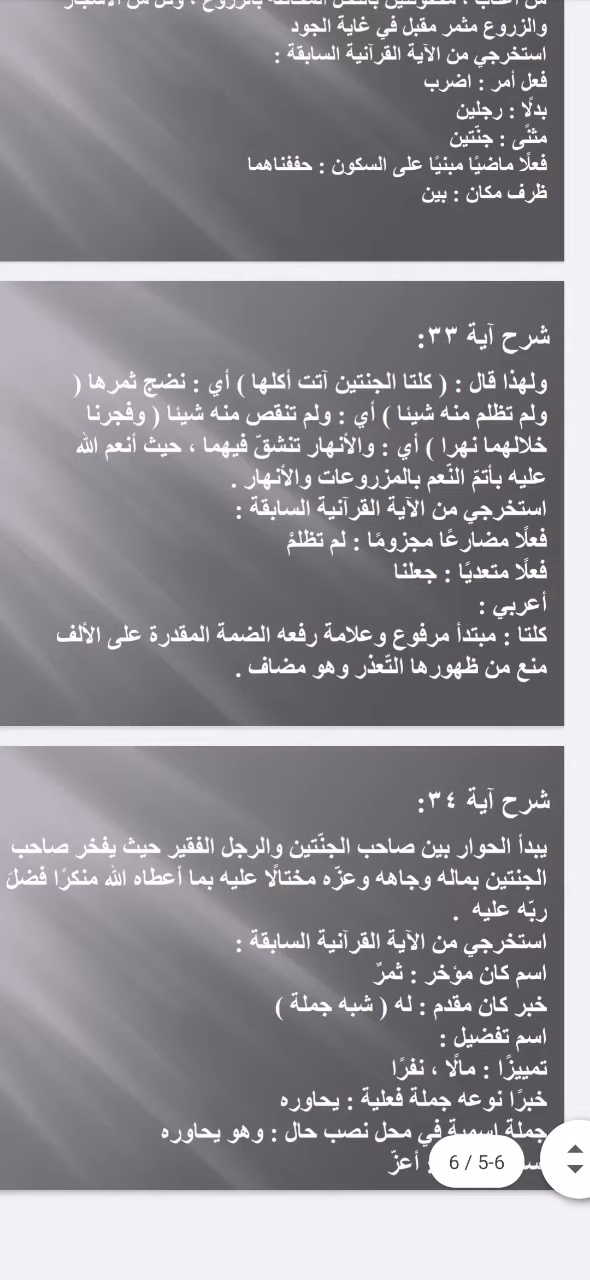 والزروع مثمر مقبل في غاية الجود
استخرجي من الآية القرآنية السابقة :
فعل أمر : اضرب
بدلًا : رجلين
مثنًى : جنّتين
فعلًا ماضيًا مبنيًا على السكون : حففناهما
ظرف مكان : بين
شرح آية ٣٣:
ولهذا قال : ( كلتا الجنتين آتت أكلها ) أي : نضج ثمرها (
ولم تظلم منه شيئا ) أي : ولم تنقص منه شيئا ( وفجرنا
خلالهما نهرا ) أي : والأنهار تنشقّ فيهما ، حيث أنعم الله
عليه بأتمّ النّعم بالمزروعات والأنهار .
استخرجي من الآية القرآنية السابقة :
فعلًا مضارعًا مجزومًا : لم تظلمْ
فعلًا متعديًا : جعلنا
أعربي :
كلتا : مبتدأ مرفوع وعلامة رفعه الضمة المقدرة على الألف
منع من ظهورها التّعذر وهو مضاف .
شرح آية ٣٤:
يبدأ الحوار بين صاحب الجنّتين والرجل الفقير حيث يفخر صاحب
الجنتين بماله وجاهه وعزّه مختالًا عليه بما أعطاه الله منكرًا فضلَ
ربّه عليه .
استخرجي من الآية القرآنية السابقة :
اسم كان مؤخر : ثمرٌ
خبر كان مقدم : له ( شبه جملة )
اسم تفضيل :
تمييزًا : مالًا ، نفرًا
خبرًا نوعه جملة فعلية : يحاوره
جملة اسمية في محل نصب حال : وهو يحاوره
أعزّ
6 / 5-6